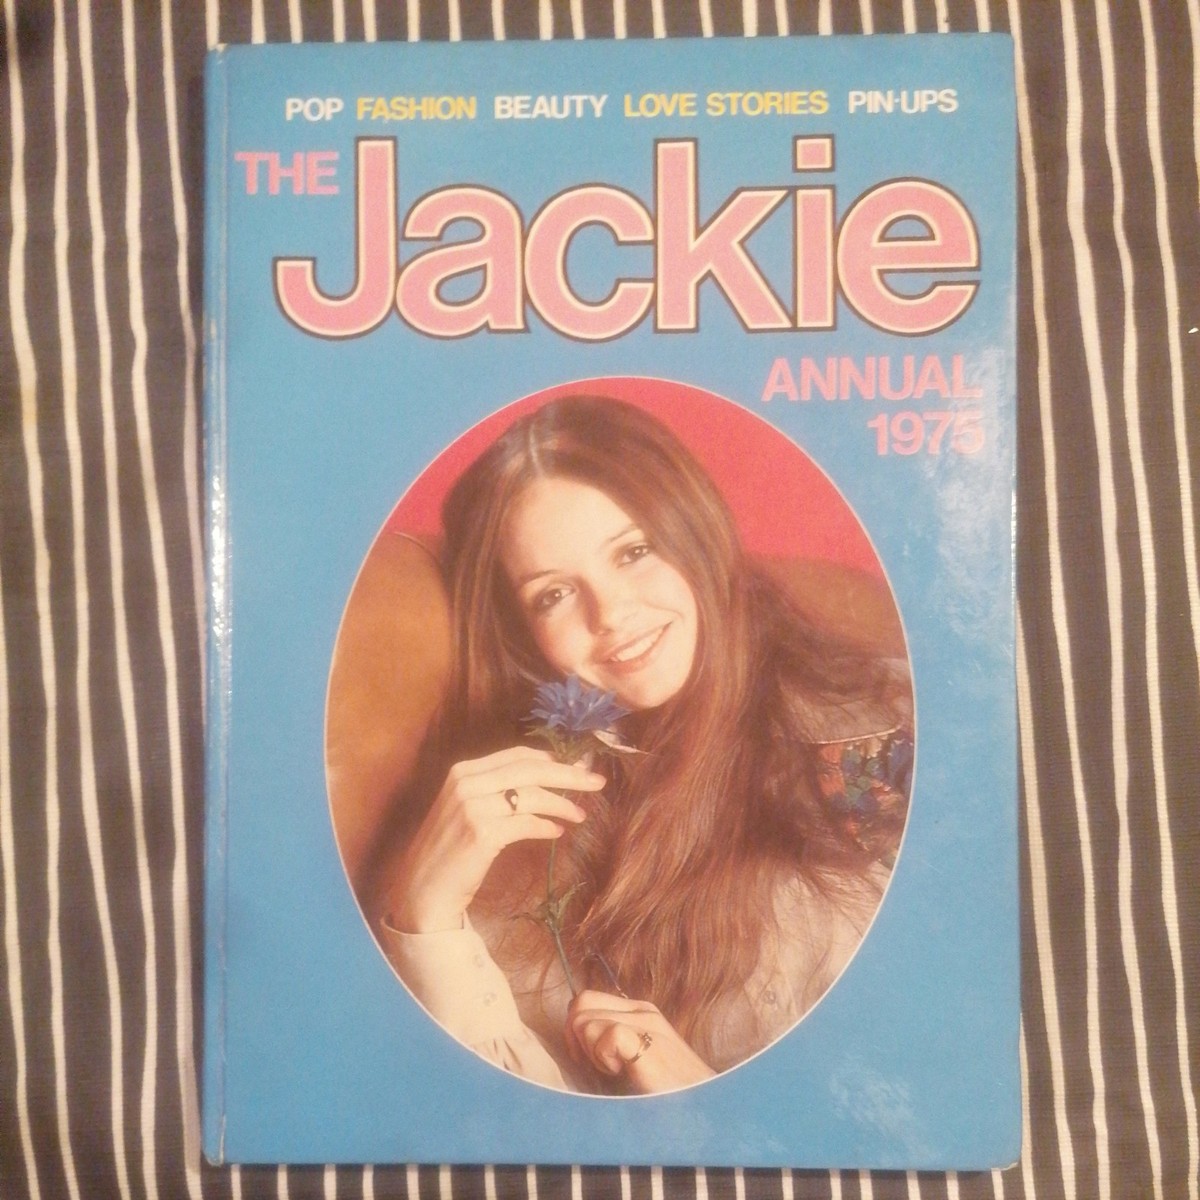 POP FASHION BEAUTY LOVE STORIES PIN-UPS
THE
Jackie
ANNUAL
1975